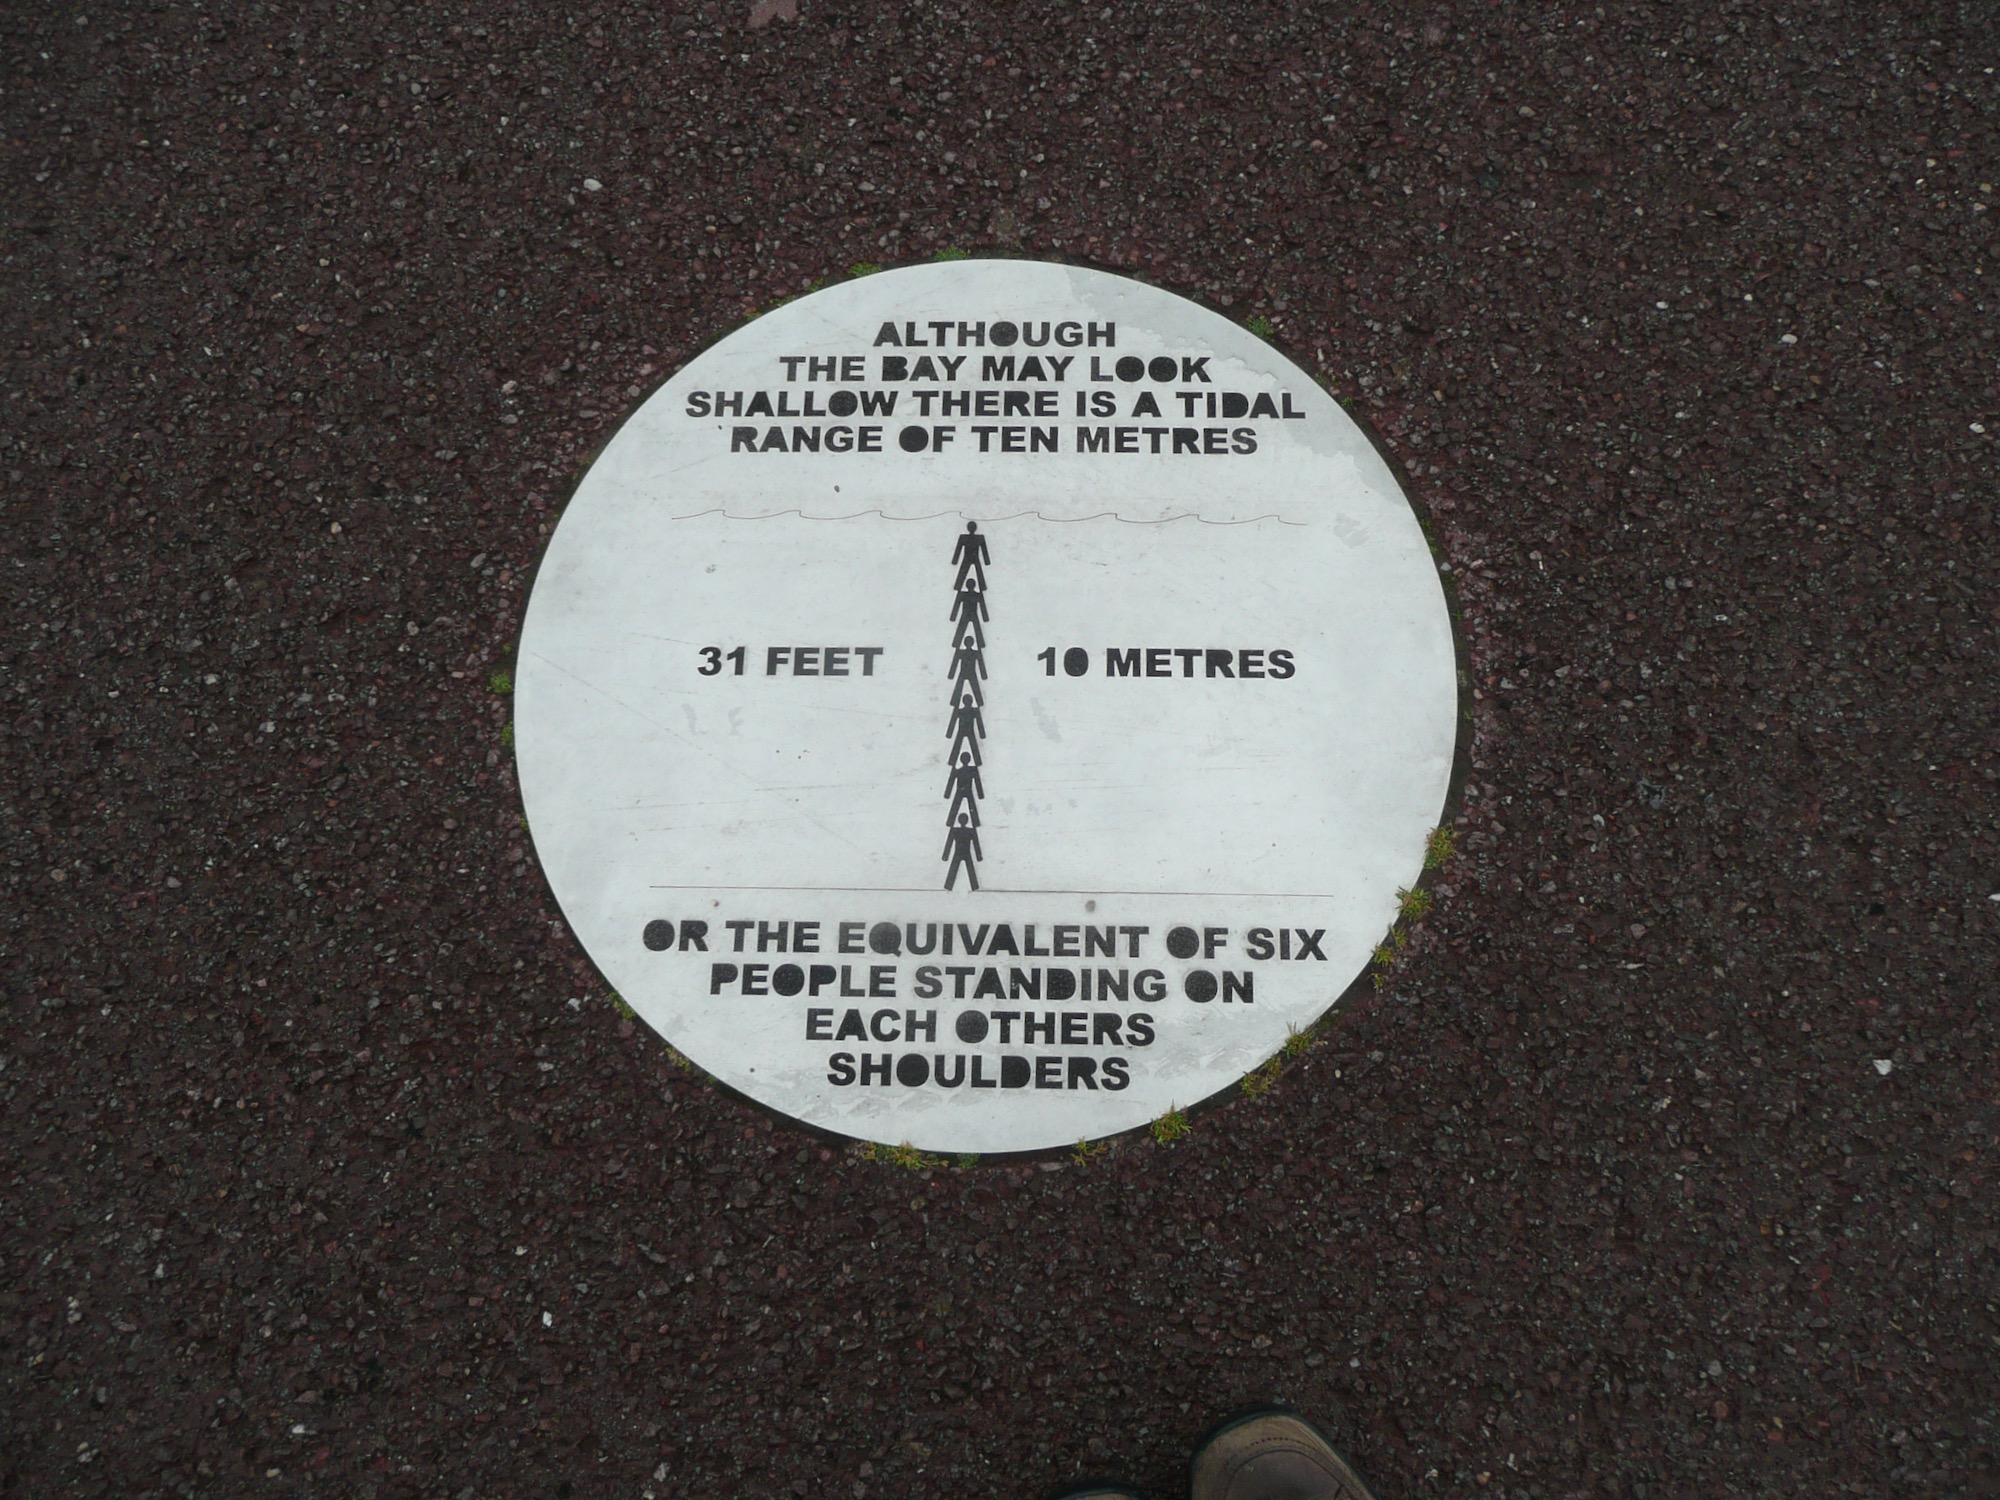 ALTHOUGH
THE BAY MAY LOOK
SHALLOW THERE IS A TIDAL
RANGE OF TEN METRES
31 FEET
10 METRES
OR THE EQUIVALENT OF SIX
PEOPLE STANDING ON
EACH OTHERS
SHOULDERS